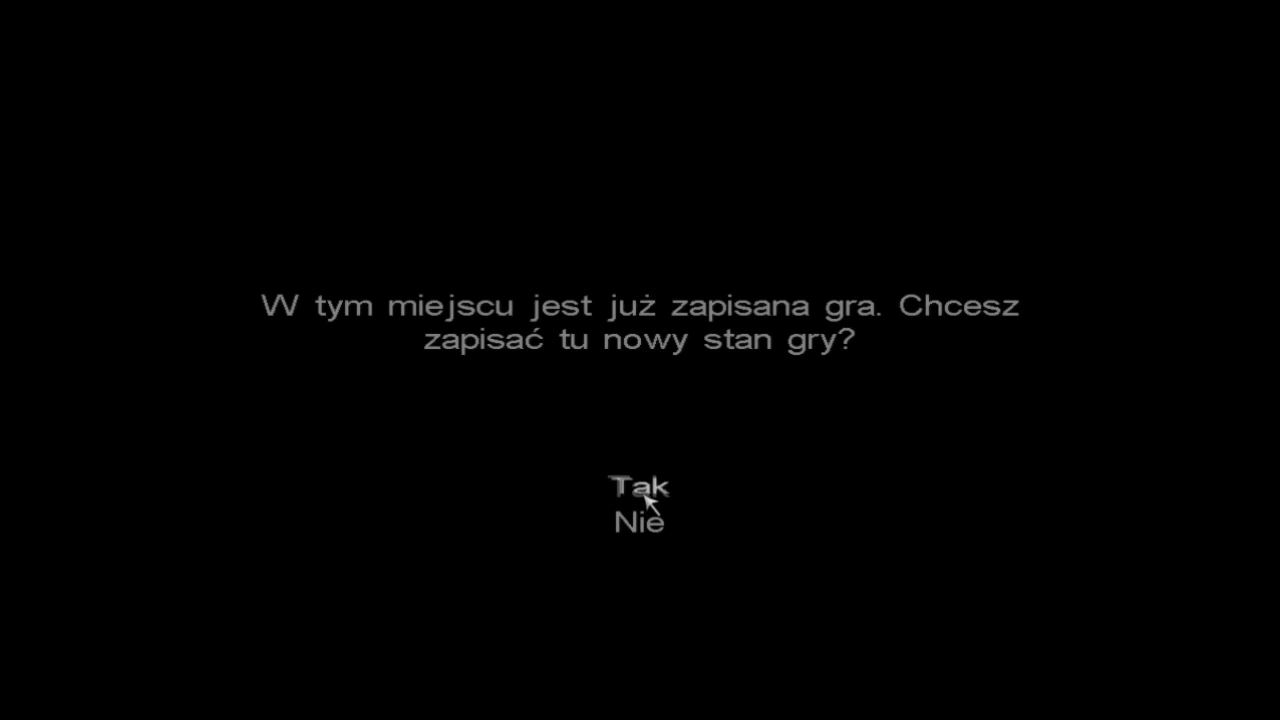 W tym miejscu jest już zapisana gra. Chcesz
zapisać tu nowy stan gry?
Tak
Nie